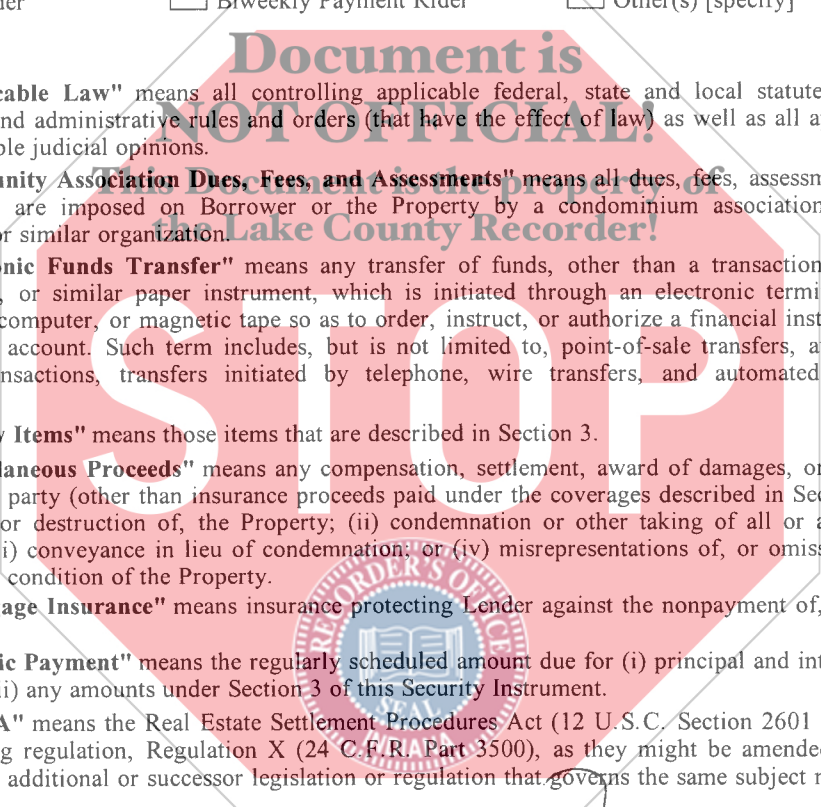 Biweekly Payment Rider Other(s) [specify]
Document is
cable Law" means all controlling applicable federal, state and local statute
NOT OFFICIAL!
nd administrative rules and orders (that have the effect of law) as well as all a
ble judicial opinions.
This Document is the property of
unity Association Dues, Fees, and Assessments" means all dues, fees, assessm
are imposed on Borrower or the Property by a condominium association
the Lake County Recorder!
or similar organization.
onic Funds Transfer" means any transfer of funds, other than a transaction
, or similar paper instrument, which is initiated through an electronic termi
computer, or magnetic tape so as to order, instruct, or authorize a financial inst
account. Such term includes, but is not limited to, point-of-sale transfers, a
nsactions, transfers initiated by telephone, wire transfers, and automated
STOP
Items" means those items that are described in Section 3.
laneous Proceeds" means any compensation, settlement, award of damages, or
party (other than insurance proceeds paid under the coverages described in Sec
or destruction of, the Property; (ii) condemnation or other taking of all or a
i) conveyance in lieu of condemnation; or (iv) misrepresentations of, or omiss
condition of the Property.
RECORDER'S OFFICE
age Insurance" means insurance protecting Lender against the nonpayment of,
ic Payment" means the regularly scheduled amount due for (i) principal and int
ii) any amounts under Section 3 of this Security Instrument.
SEAL
A" means the Real Estate Settlement Procedures Act (12 U.S.C. Section 2601
INDIANA
g regulation, Regulation X (24 C.F.R. Part 3500), as they might be amende
additional or successor legislation or regulation that governs the same subject m